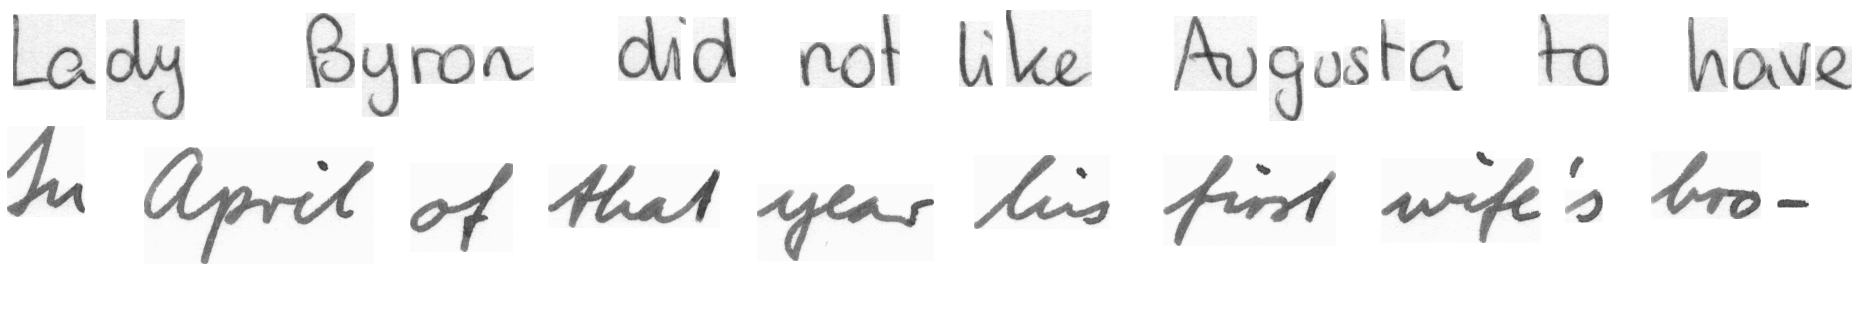 Lady Byron did not like Augusta to have
In April of that year his first wife's bro-